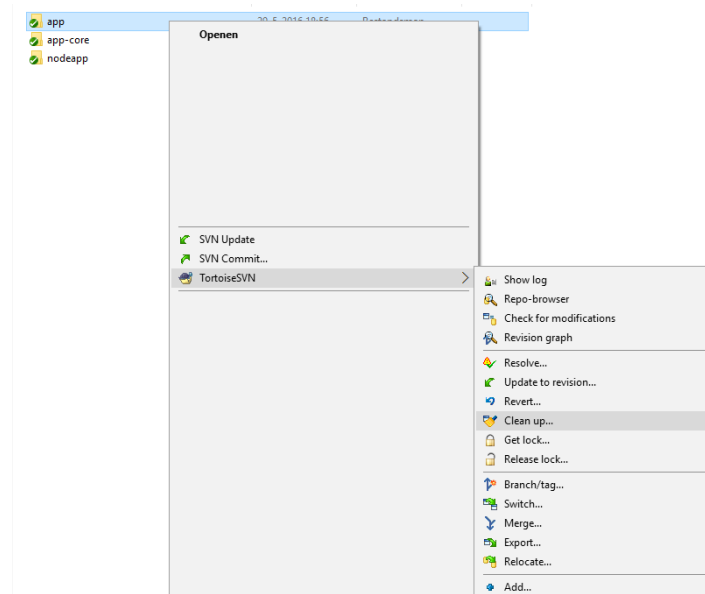 app
app-core
nodeapp
Openen
SVN Update
SVN Commit...
TortoiseSVN
Show log
Repo-browser
Check for modifications
Revision graph
Resolve...
Update to revision...
Revert...
Clean up...
Get lock...
Release lock...
Branch/tag...
Switch...
Merge...
Export...
Relocate...
Add...